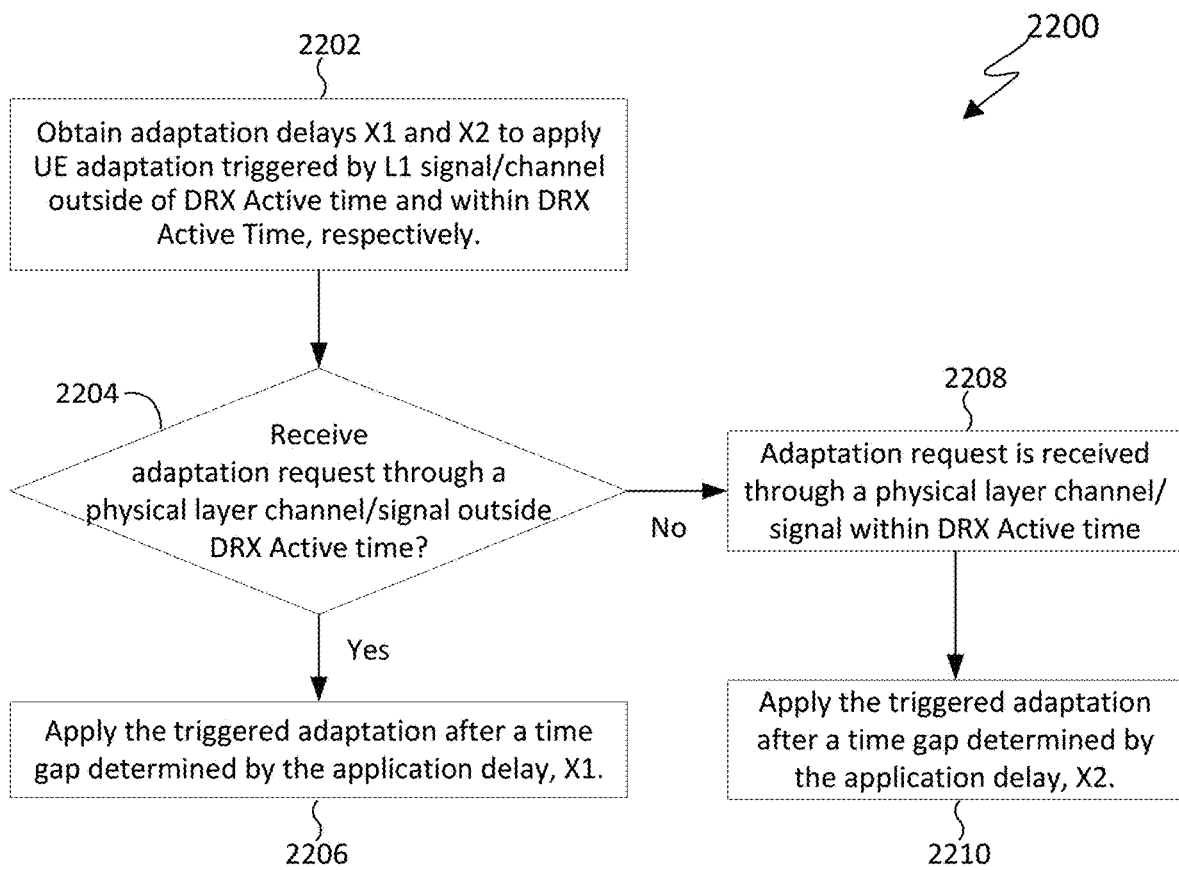 2200
2202
Obtain adaptation delays X1 and X2 to apply
UE adaptation triggered by L1 signal/channel
outside of DRX Active time and within DRX
Active Time, respectively.
2204
Receive
adaptation request through a
physical layer channel/signal outside
DRX Active time?
No
2208
Adaptation request is received
through a physical layer channel/
signal within DRX Active time
Yes
Apply the triggered adaptation after a time
gap determined by the application delay, X1.
2206
Apply the triggered adaptation
after a time gap determined by
the application delay, X2.
2210